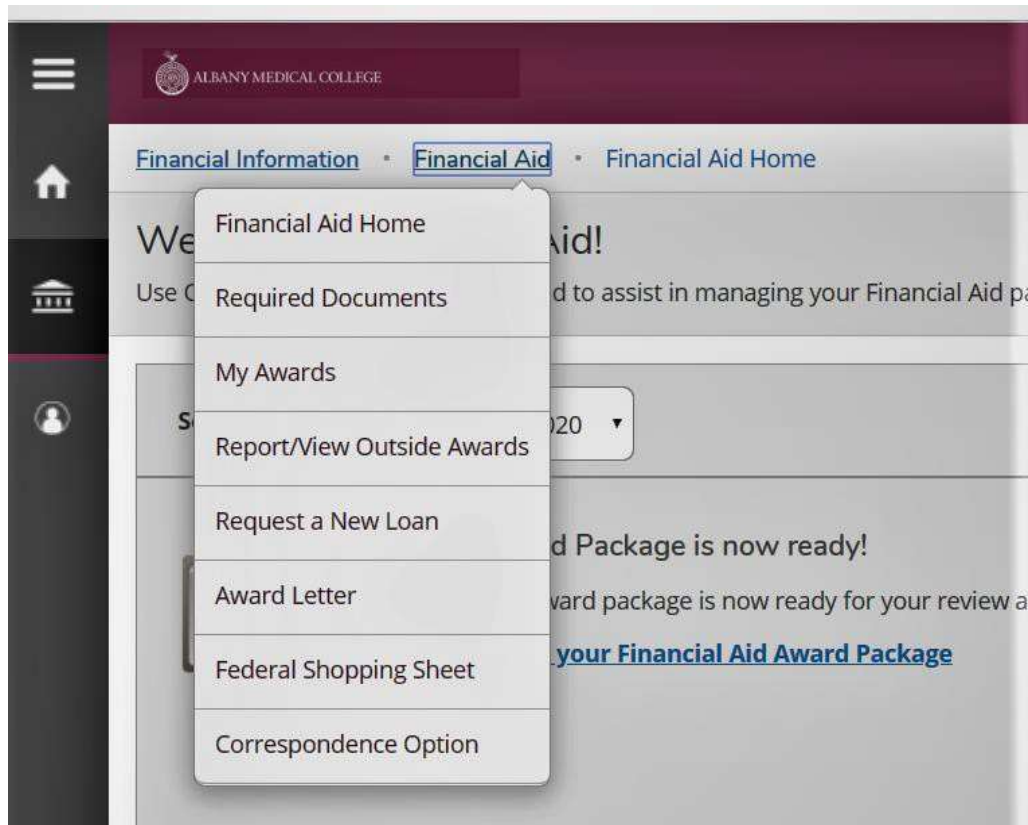 ALBANY MEDICAL COLLEGE
Financial Information • Financial Aid • Financial Aid Home
Financial Aid Home
Required Documents
My Awards
Report/View Outside Awards
Request a New Loan
Award Letter
Federal Shopping Sheet
Correspondence Option
We
Aid!
Use
d to assist in managing your Financial Aid
020
d Package is now ready!
ward package is now ready for your review
your Financial Aid Award Package